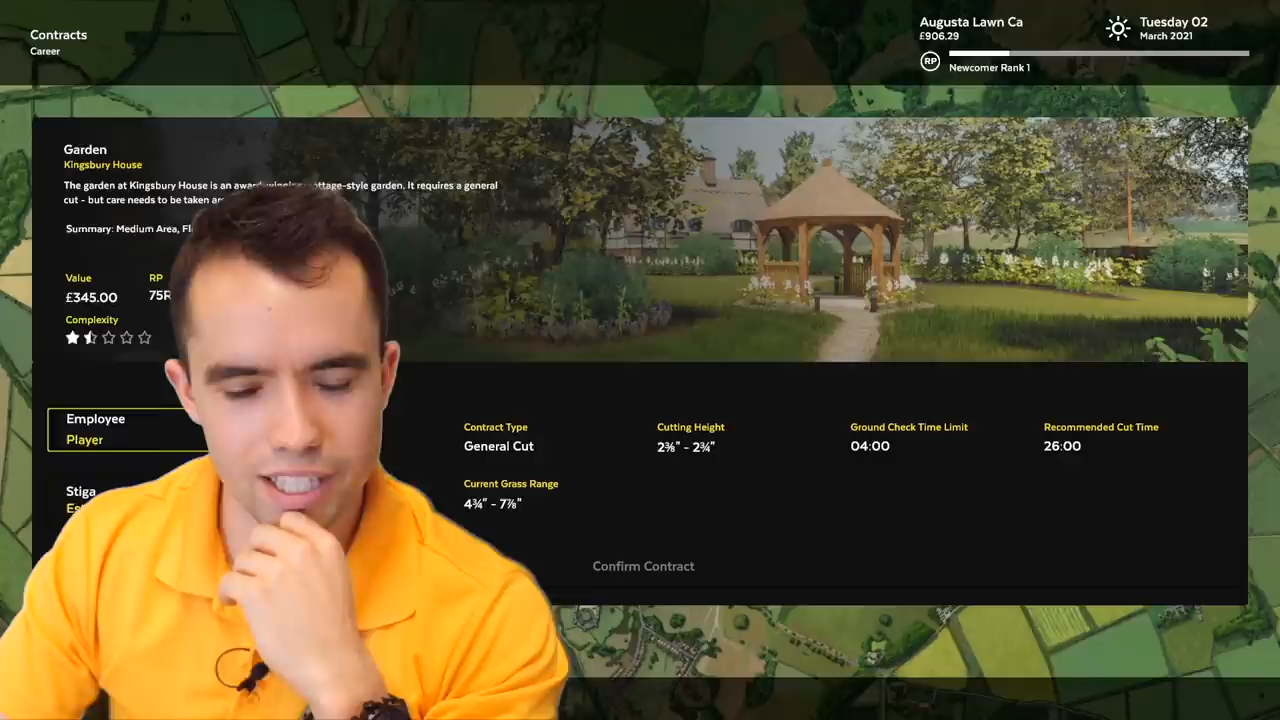 Contracts
Career
Augusta Lawn Ca
£906.29
Tuesday 02
March 2021
RP
Newcomer Rank 1
Garden
Kingsbury House
The garden at Kingsbury House is an award-winning cottage-style garden. It requires a general
cut - but care needs to be taken
Summary: Medium Area,
Value
RP
£345.00
Complexity
Employee
Player
Stiga
Contract Type
General Cut
Cutting Height
2⅜" - 2¾"
Ground Check Time Limit
04:00
Recommended Cut Time
26:00
Current Grass Range
4¾" - 7⅞"
Confirm Contract